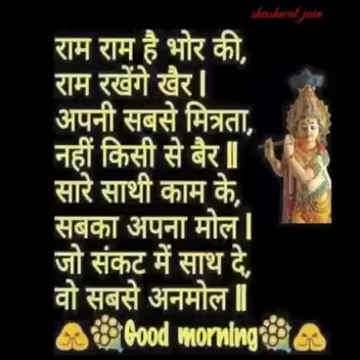 shashwat jain
राम राम है भोर की,
राम रखेंगे खैर |
अपनी सबसे मित्रता,
नहीं किसी से बैर ||
सारे साथी काम के,
सबका अपना मोल |
जो संकट में साथ दे,
वो सबसे अनमोल ||
🙏💐Good morning💐🙏